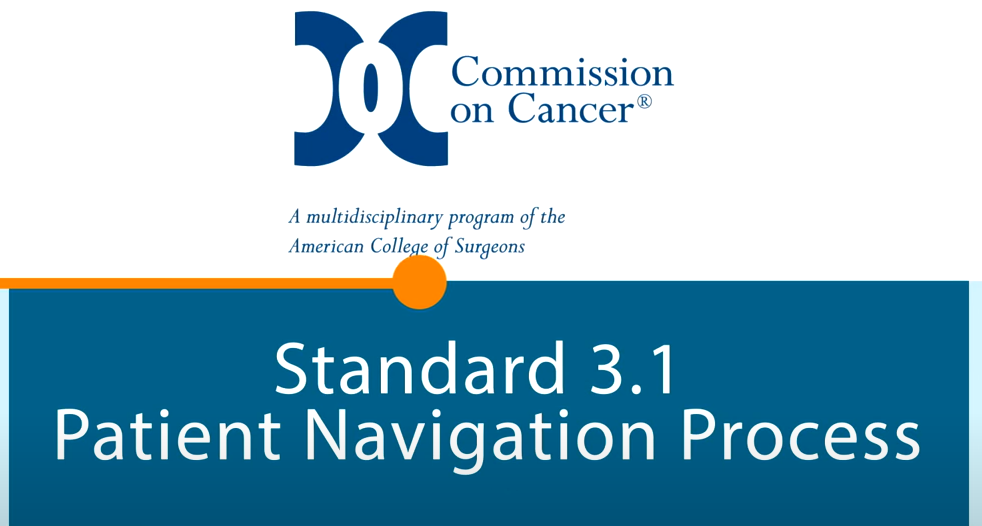 Commission
on Cancer®
A multidisciplinary program of the
American College of Surgeons
Standard 3.1
Patient Navigation Process